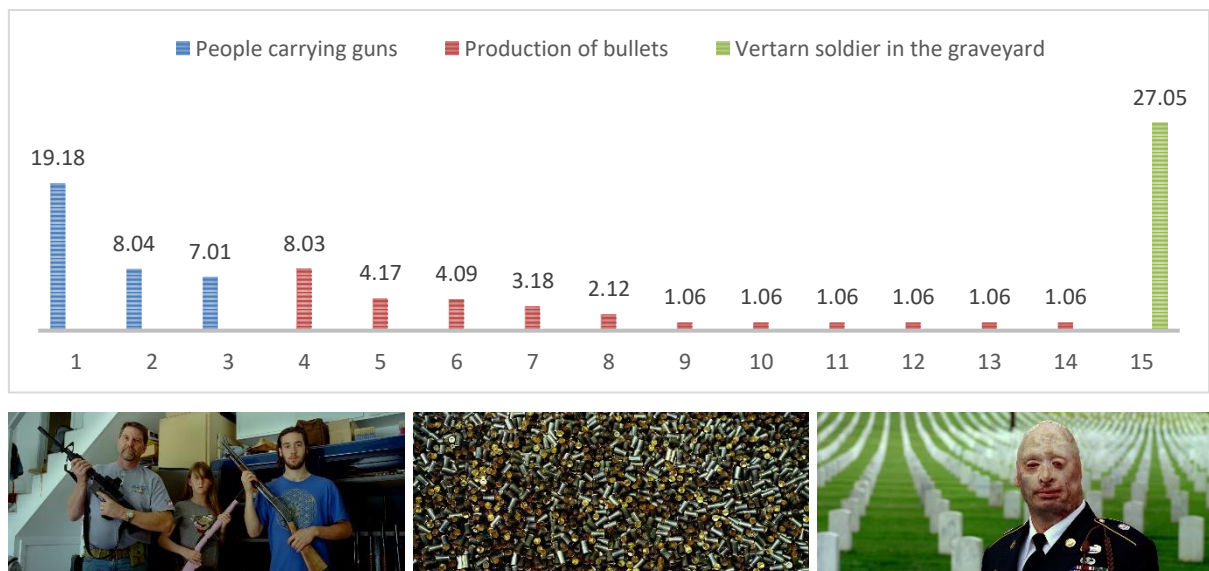 People carrying guns Production of bullets Vertarn soldier in the graveyard
27.05
19.18
8.04 7.01 8.03 4.17 4.09 3.18 2.12 1.06 1.06 1.06 1.06 1.06 1.06
1 2 3 4 5 6 7 8 9 10 11 12 13 14 15